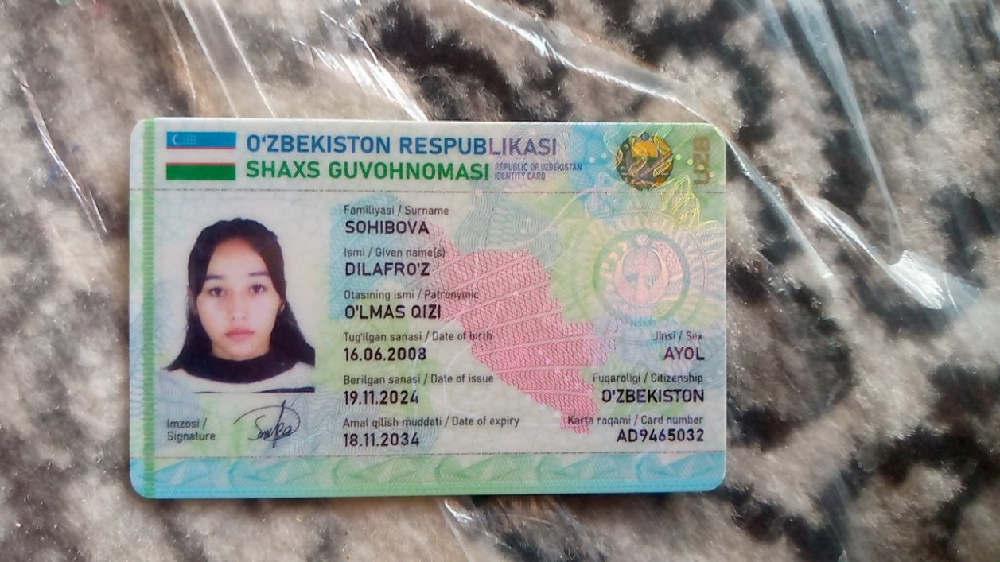 O‘ZBEKISTON RESPUBLIKASI
SHAXS GUVOHNOMASI
REPUBLIC OF UZBEKISTAN
IDENTITY CARD
UZB
Familiyasi / Surname
SOHIBOVA
Ismi / Given name(s)
DILAFRO‘Z
Otasining ismi / Patronymic
O‘LMAS QIZI
Tug‘ilgan sanasi / Date of birth
16.06.2008
Jinsi / Sex
AYOL
Berilgan sanasi / Date of issue
19.11.2024
Fuqaroligi / Citizenship
O‘ZBEKISTON
Amal qilish muddati / Date of expiry
18.11.2034
Karta raqami / Card number
AD9465032
Imzosi /
Signature